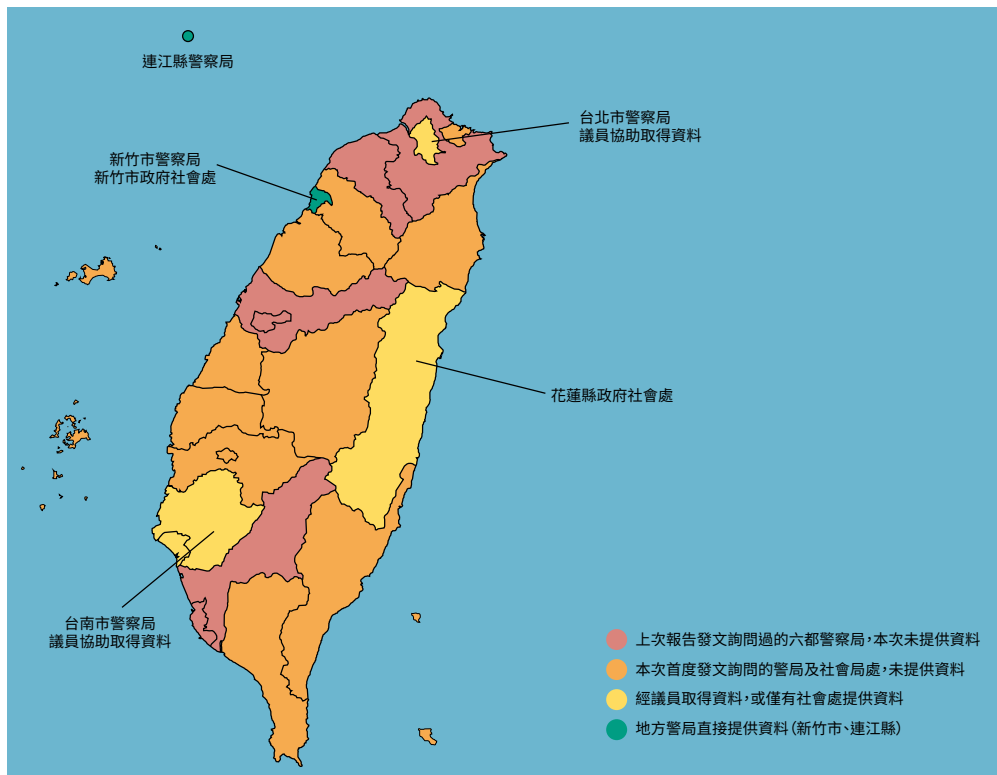 連江縣警察局
台北市警察局
議員協助取得資料
新竹市警察局
新竹市政府社會處
花蓮縣政府社會處
台南市警察局
議員協助取得資料
上次報告發文詢問過的六都警察局，本次未提供資料
本次首度發文詢問的警局及社會局處，未提供資料
經議員取得資料，或僅有社會處提供資料
地方警局直接提供資料（新竹市、連江縣）